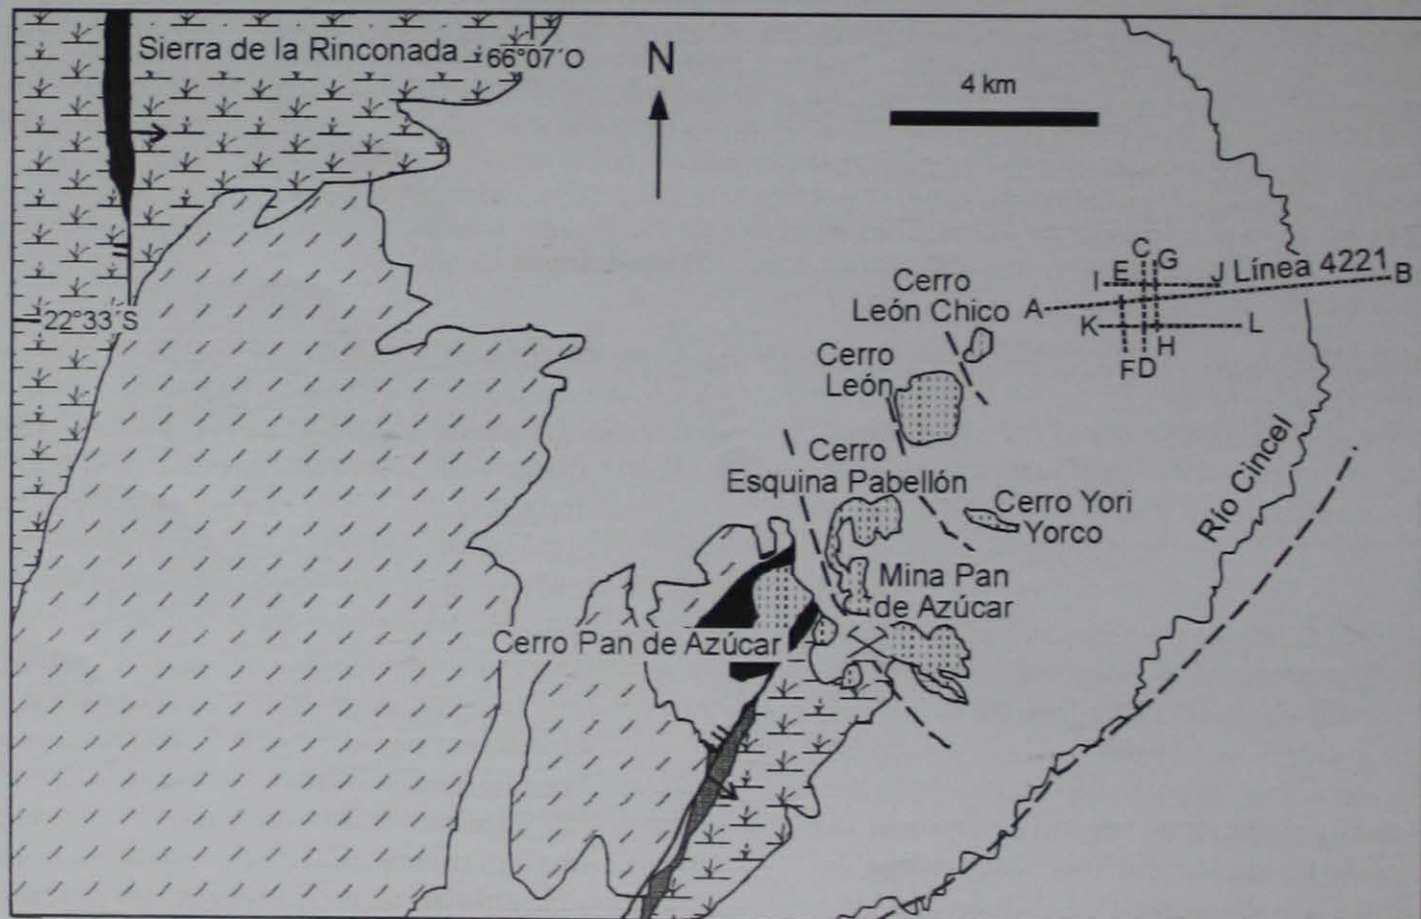 Sierra de la Rinconada
66°07´O
N
4 km
22°33´S
Cerro
León Chico
A
I
E
C
G
J
Línea 4221
B
K
L
F
D
H
Cerro
León
Cerro
Esquina Pabellón
Cerro Yori
Yorco
Río Cincel
Mina Pan
de Azúcar
Cerro Pan de Azúcar